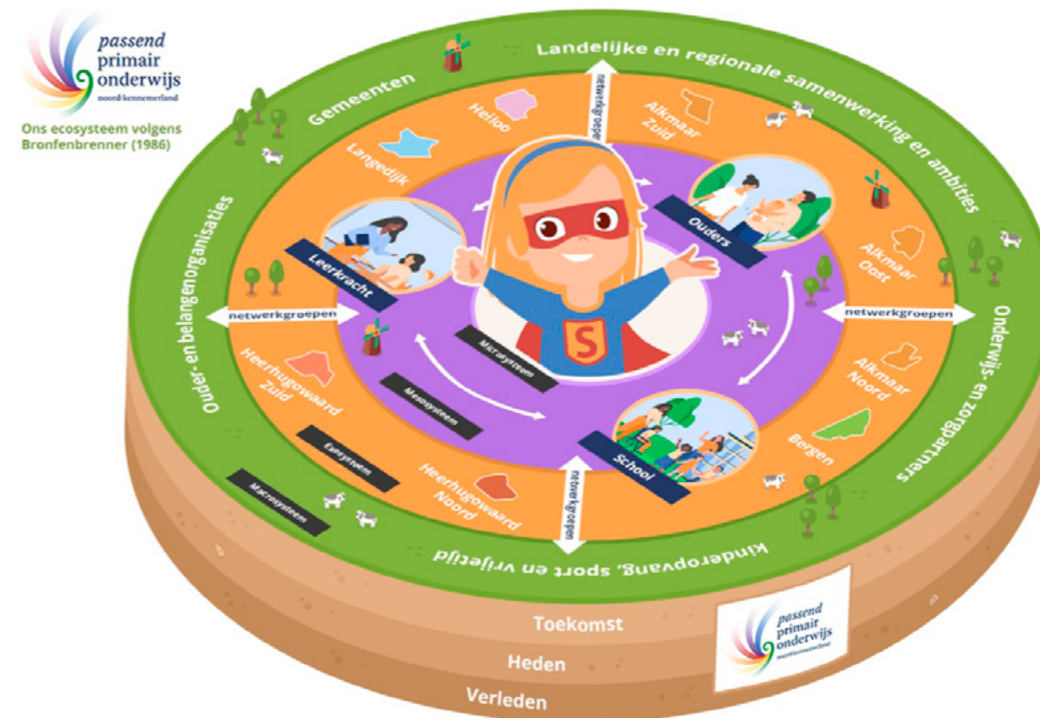 passend
primair
onderwijs
noord-kennemerland
Ons ecosysteem volgens
Bronfenbrenner (1986)
Gemeenten
Landelijke en regionale samenwerking en ambities
Ouder- en belangenorganisaties
Onderwijs- en zorgpartners
kinderopvang, sport en vrijetijd
netwerkgroepen
netwerkgroepen
netwerkgroepen
netwerkgroepen
Heiloo
Langedijk
Alkmaar
Zuid
Alkmaar
Oost
Alkmaar
Noord
Bergen
Heerhugowaard
Zuid
Heerhugowaard
Noord
Leerkracht
Ouders
School
S
Microsysteem
Mesosysteem
Exosysteem
Macrosysteem
Toekomst
Heden
Verleden
passend
primair
onderwijs
noord-kennemerland